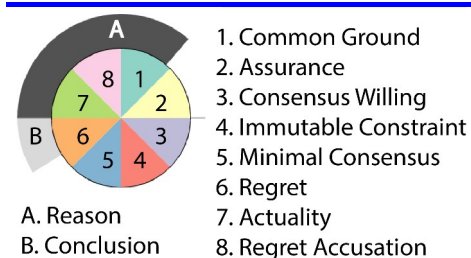 A
8 1
7 2
B 6 3
5 4
A. Reason
B. Conclusion
1. Common Ground
2. Assurance
3. Consensus Willing
4. Immutable Constraint
5. Minimal Consensus
6. Regret
7. Actuality
8. Regret Accusation